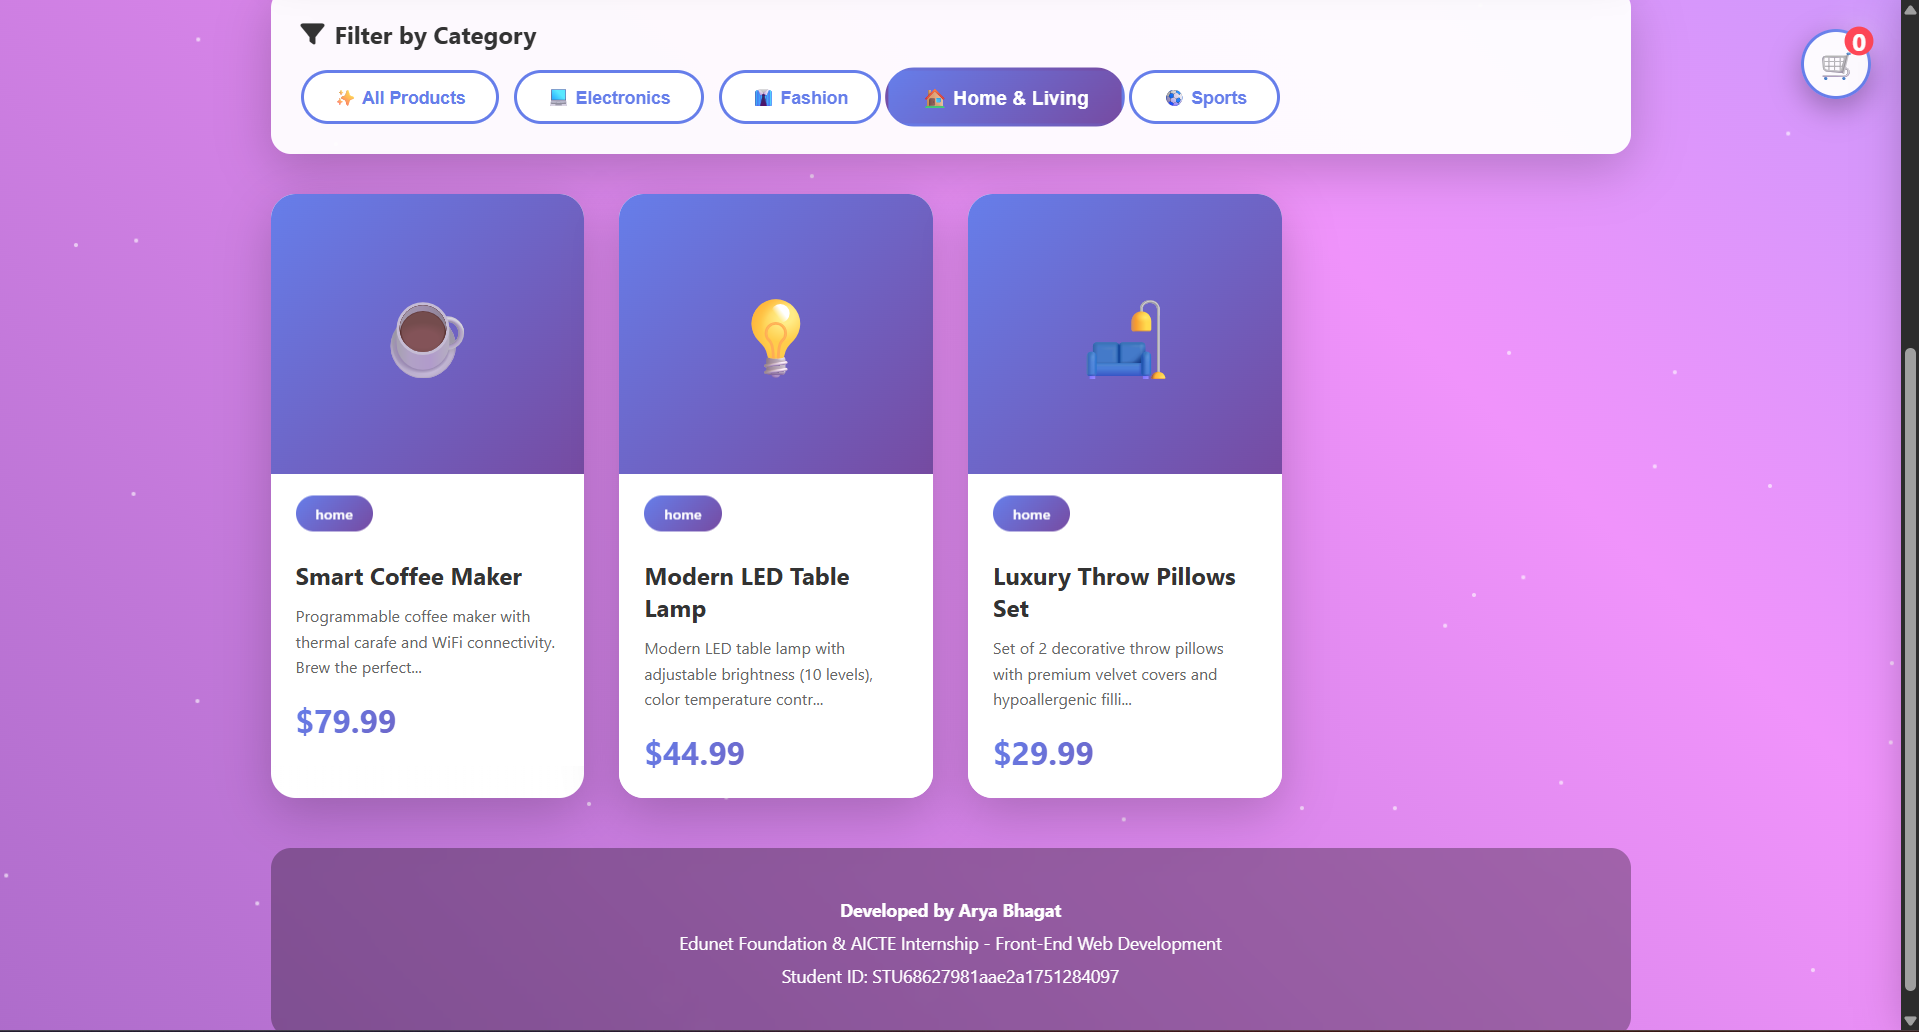 Filter by Category
0
All Products
Electronics
Fashion
Home & Living
Sports
home
Smart Coffee Maker
Programmable coffee maker with
thermal carafe and WiFi connectivity.
Brew the perfect...
$79.99
home
Modern LED Table
Lamp
Modern LED table lamp with
adjustable brightness (10 levels),
color temperature contr...
$44.99
home
Luxury Throw Pillows
Set
Set of 2 decorative throw pillows
with premium velvet covers and
hypoallergenic filli...
$29.99
Developed by Arya Bhagat
Edunet Foundation & AICTE Internship - Front-End Web Development
Student ID: STU68627981aae2a1751284097